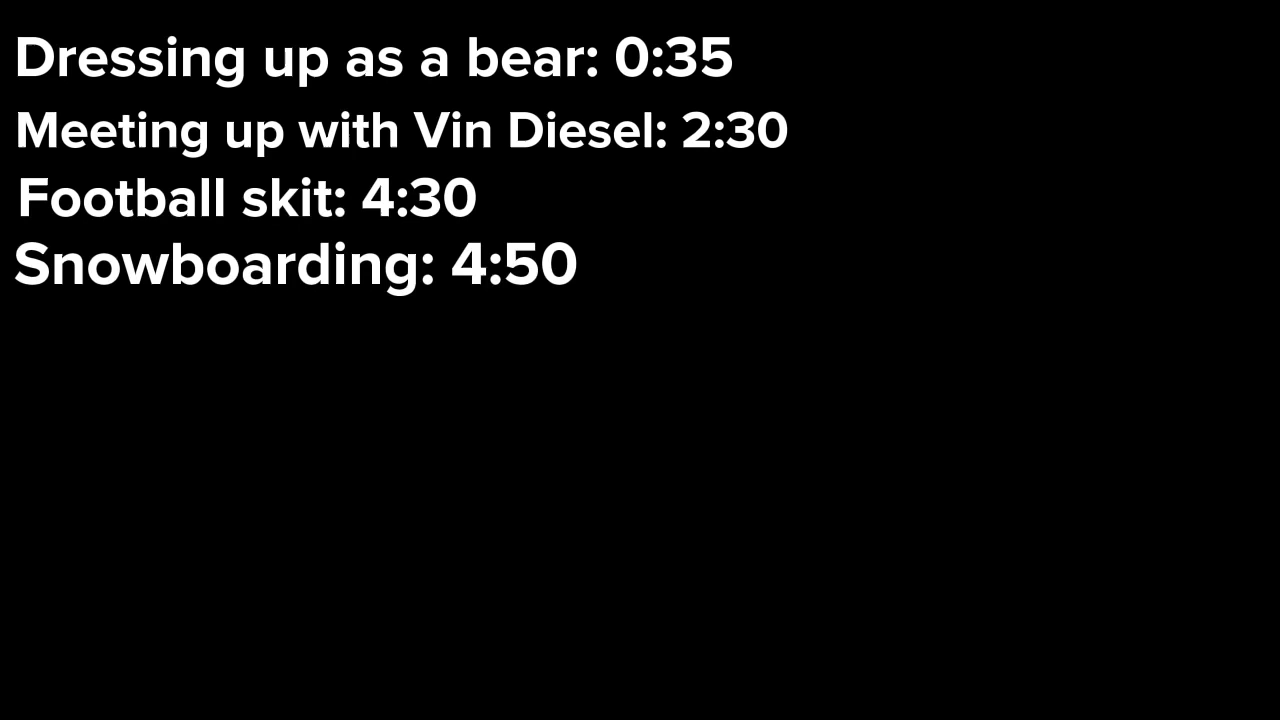 Dressing up as a bear: 0:35
Meeting up with Vin Diesel: 2:30
Football skit: 4:30
Snowboarding: 4:50